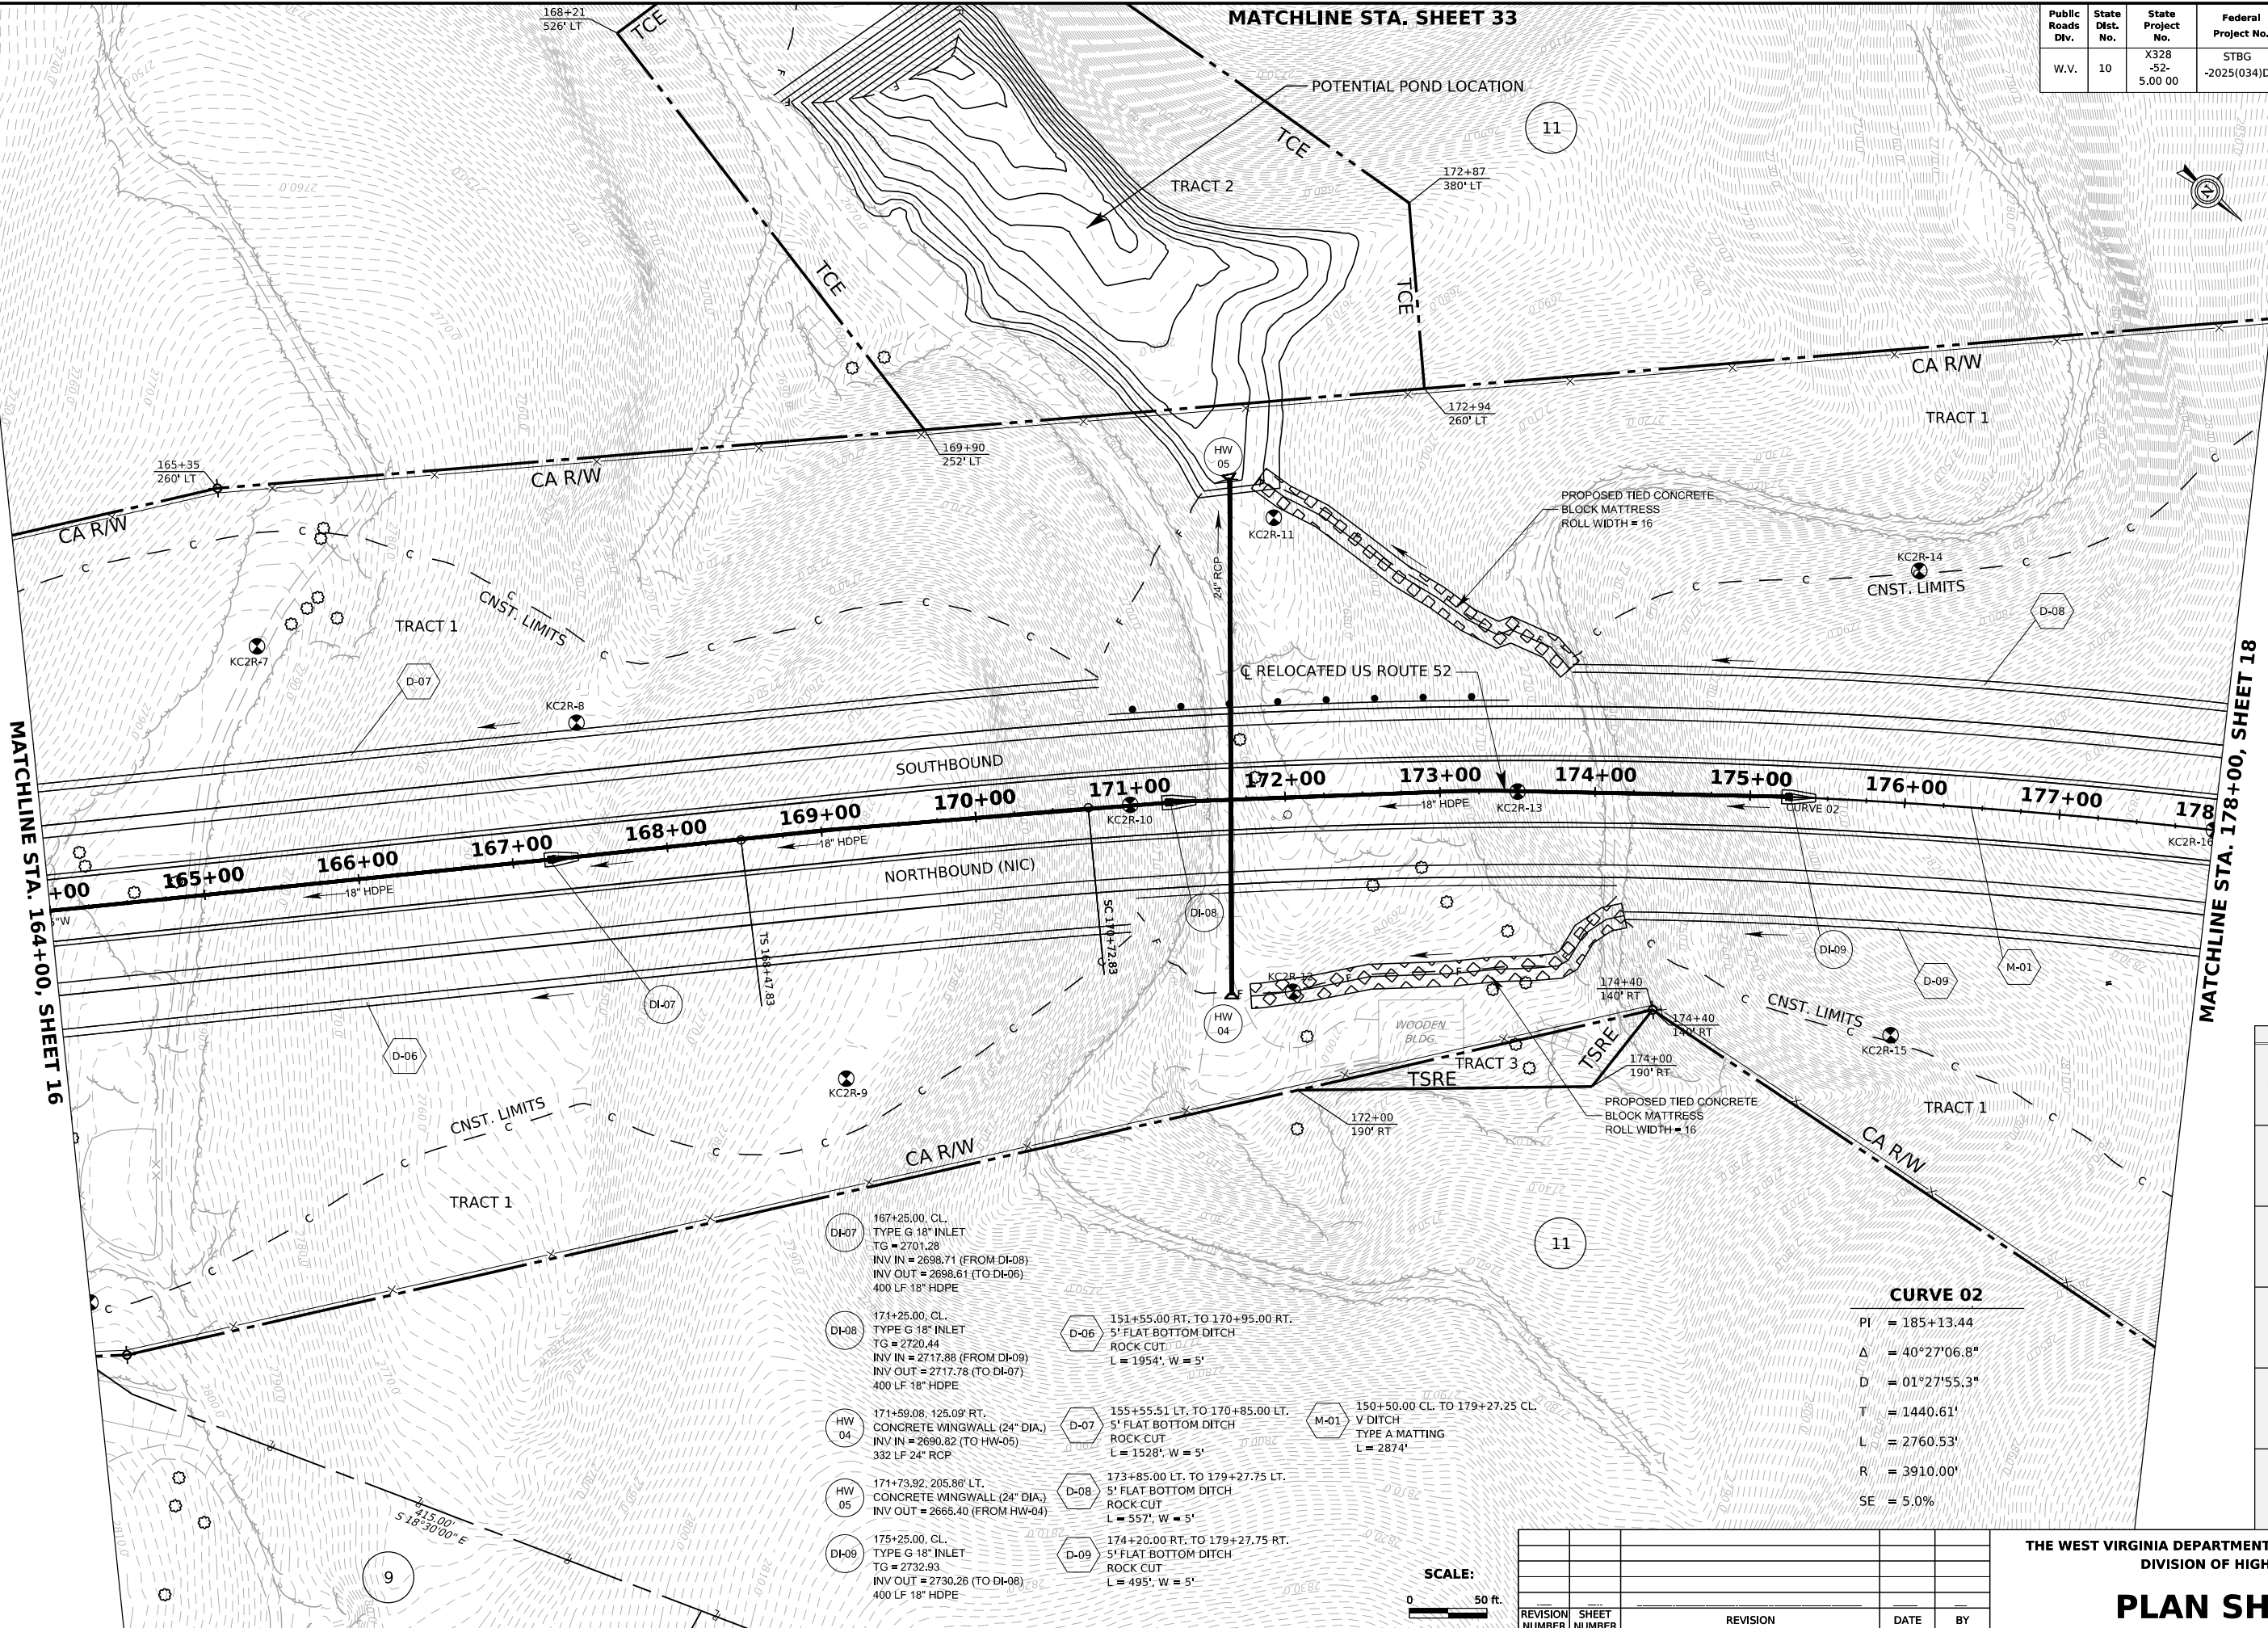 MATCHLINE STA. SHEET 33
Public Roads Div.
State Dist. No.
State Project No.
Federal Project No.
W.V.
10
X328 -52- 5.00 00
STBG -2025(034)D
168+21
526' LT
TCE
POTENTIAL POND LOCATION
11
TCE
TRACT 2
172+87
380' LT
N
TCE
TCE
CA R/W
TRACT 1
172+94
260' LT
169+90
252' LT
165+35
260' LT
CA R/W
CA R/W
HW
05
KC2R-11
24" RCP
PROPOSED TIED CONCRETE
BLOCK MATTRESS
ROLL WIDTH = 16
KC2R-14
CNST. LIMITS
D-08
CNST. LIMITS
TRACT 1
KC2R-7
D-07
KC2R-8
℄ RELOCATED US ROUTE 52
SOUTHBOUND
MATCHLINE STA. 164+00, SHEET 16
MATCHLINE STA. 178+00, SHEET 18
+00
165+00
166+00
167+00
168+00
169+00
170+00
171+00
172+00
173+00
174+00
175+00
176+00
177+00
178
18" HDPE
18" HDPE
18" HDPE
KC2R-10
KC2R-13
CURVE 02
KC2R-16
NORTHBOUND (NIC)
TS 168+47.83
SC 170+72.83
DI-08
DI-07
DI-09
D-09
M-01
D-06
KC2R-12
HW
04
WOODEN
BLDG.
174+40
140' RT
174+40
140' RT
TSRE
174+00
190' RT
TRACT 3
TSRE
CNST. LIMITS
KC2R-15
KC2R-9
172+00
190' RT
PROPOSED TIED CONCRETE
BLOCK MATTRESS
ROLL WIDTH = 16
TRACT 1
CNST. LIMITS
CA R/W
CA R/W
TRACT 1
11
DI-07
167+25.00, CL.
TYPE G 18" INLET
TG = 2701.28
INV IN = 2698.71 (FROM DI-08)
INV OUT = 2698.61 (TO DI-06)
400 LF 18" HDPE
DI-08
171+25.00, CL.
TYPE G 18" INLET
TG = 2720.44
INV IN = 2717.88 (FROM DI-09)
INV OUT = 2717.78 (TO DI-07)
400 LF 18" HDPE
HW
04
171+59.08, 125.09' RT.
CONCRETE WINGWALL (24" DIA.)
INV IN = 2690.82 (TO HW-05)
332 LF 24" RCP
HW
05
171+73.92, 205.86' LT.
CONCRETE WINGWALL (24" DIA.)
INV OUT = 2665.40 (FROM HW-04)
DI-09
175+25.00, CL.
TYPE G 18" INLET
TG = 2732.93
INV OUT = 2730.26 (TO DI-08)
400 LF 18" HDPE
D-06
151+55.00 RT. TO 170+95.00 RT.
5' FLAT BOTTOM DITCH
ROCK CUT
L = 1954', W = 5'
D-07
155+55.51 LT. TO 170+85.00 LT.
5' FLAT BOTTOM DITCH
ROCK CUT
L = 1528', W = 5'
D-08
173+85.00 LT. TO 179+27.75 LT.
5' FLAT BOTTOM DITCH
ROCK CUT
L = 557', W = 5'
D-09
174+20.00 RT. TO 179+27.75 RT.
5' FLAT BOTTOM DITCH
ROCK CUT
L = 495', W = 5'
M-01
150+50.00 CL. TO 179+27.25 CL.
V DITCH
TYPE A MATTING
L = 2874'
CURVE 02
PI = 185+13.44
Δ = 40°27'06.8"
D = 01°27'55.3"
T = 1440.61'
L = 2760.53'
R = 3910.00'
SE = 5.0%
415.00'
S 18°30'00" E
9
SCALE:
0 50 ft.
REVISION NUMBER
SHEET NUMBER
REVISION
DATE
BY
THE WEST VIRGINIA DEPARTMENT
DIVISION OF HIGH
PLAN SH